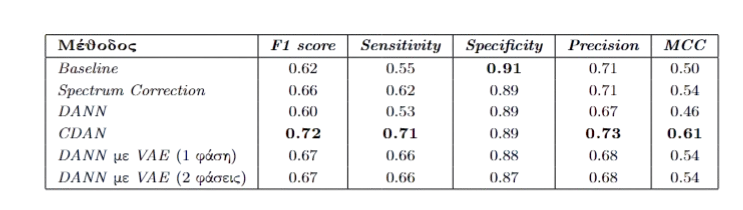 Μέθοδος F1 score Sensitivity Specificity Precision MCC
Baseline 0.62 0.55 0.91 0.71 0.50
Spectrum Correction 0.66 0.62 0.89 0.71 0.54
DANN 0.60 0.53 0.89 0.67 0.46
CDAN 0.72 0.71 0.89 0.73 0.61
DANN με VAE (1 φάση) 0.67 0.66 0.88 0.68 0.54
DANN με VAE (2 φάσεις) 0.67 0.66 0.87 0.68 0.54